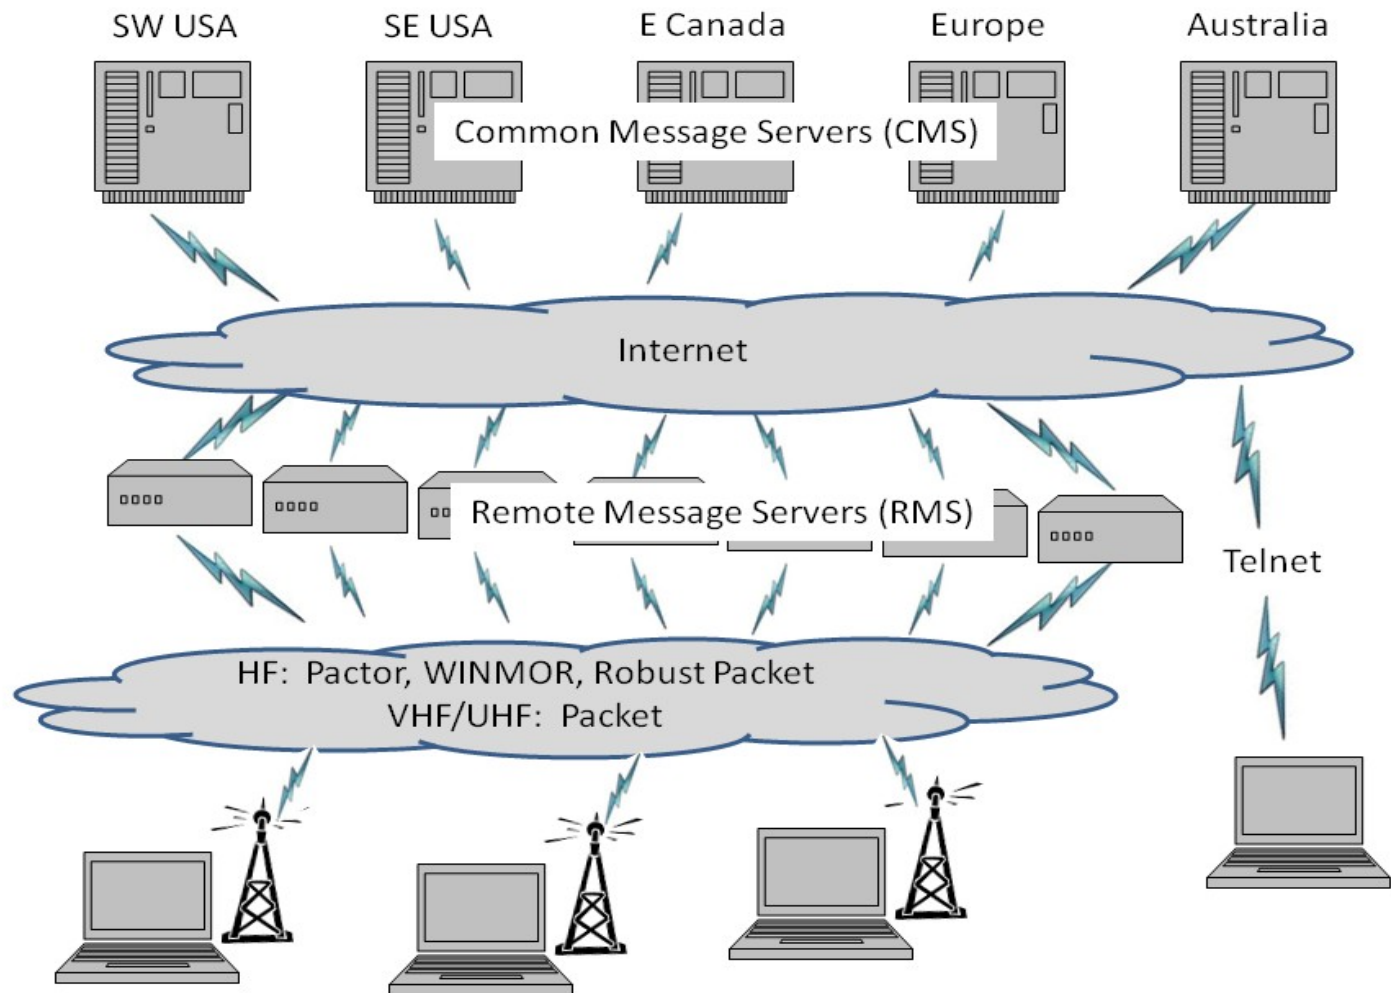 SW USA
SE USA
E Canada
Europe
Australia
Common Message Servers (CMS)
Internet
Remote Message Servers (RMS)
Telnet
HF:  Pactor, WINMOR, Robust Packet
VHF/UHF:  Packet